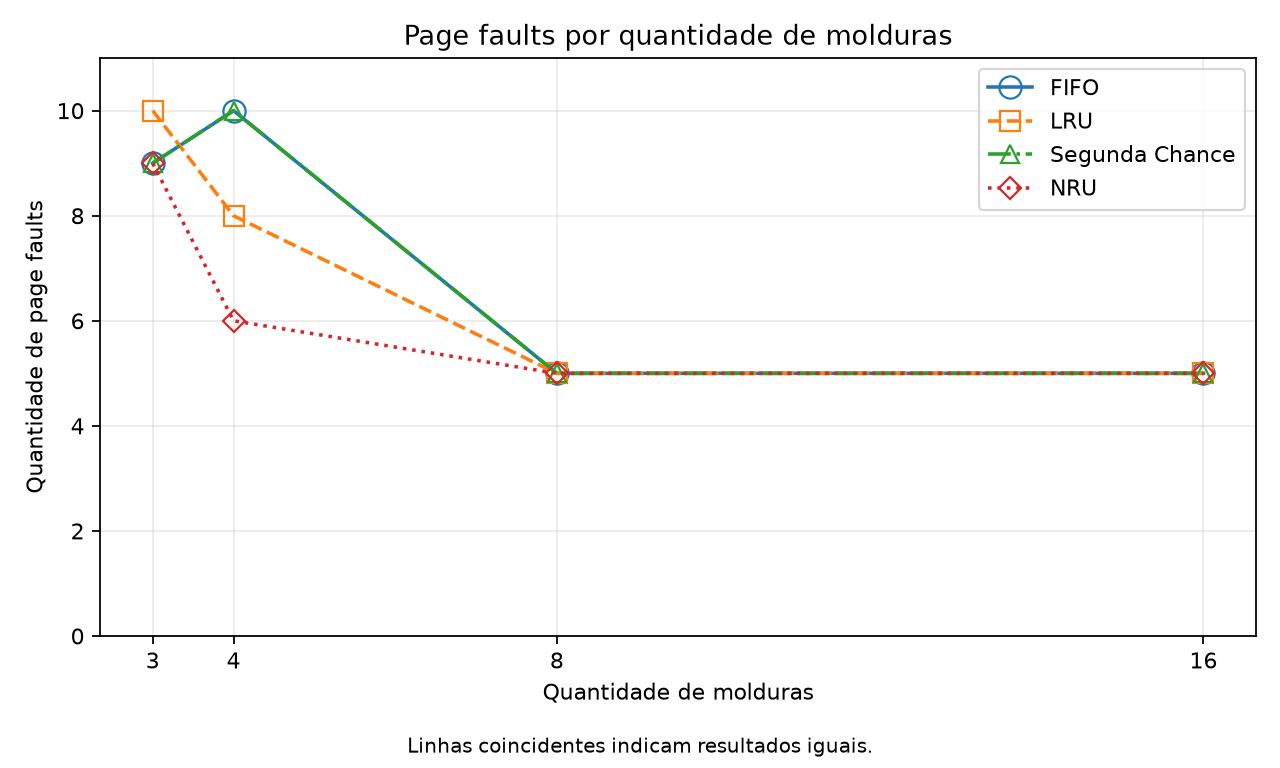 Page faults por quantidade de molduras
FIFO
LRU
Segunda Chance
NRU
Quantidade de page faults
10
8
6
4
2
0
3 4 8 16
Quantidade de molduras
Linhas coincidentes indicam resultados iguais.